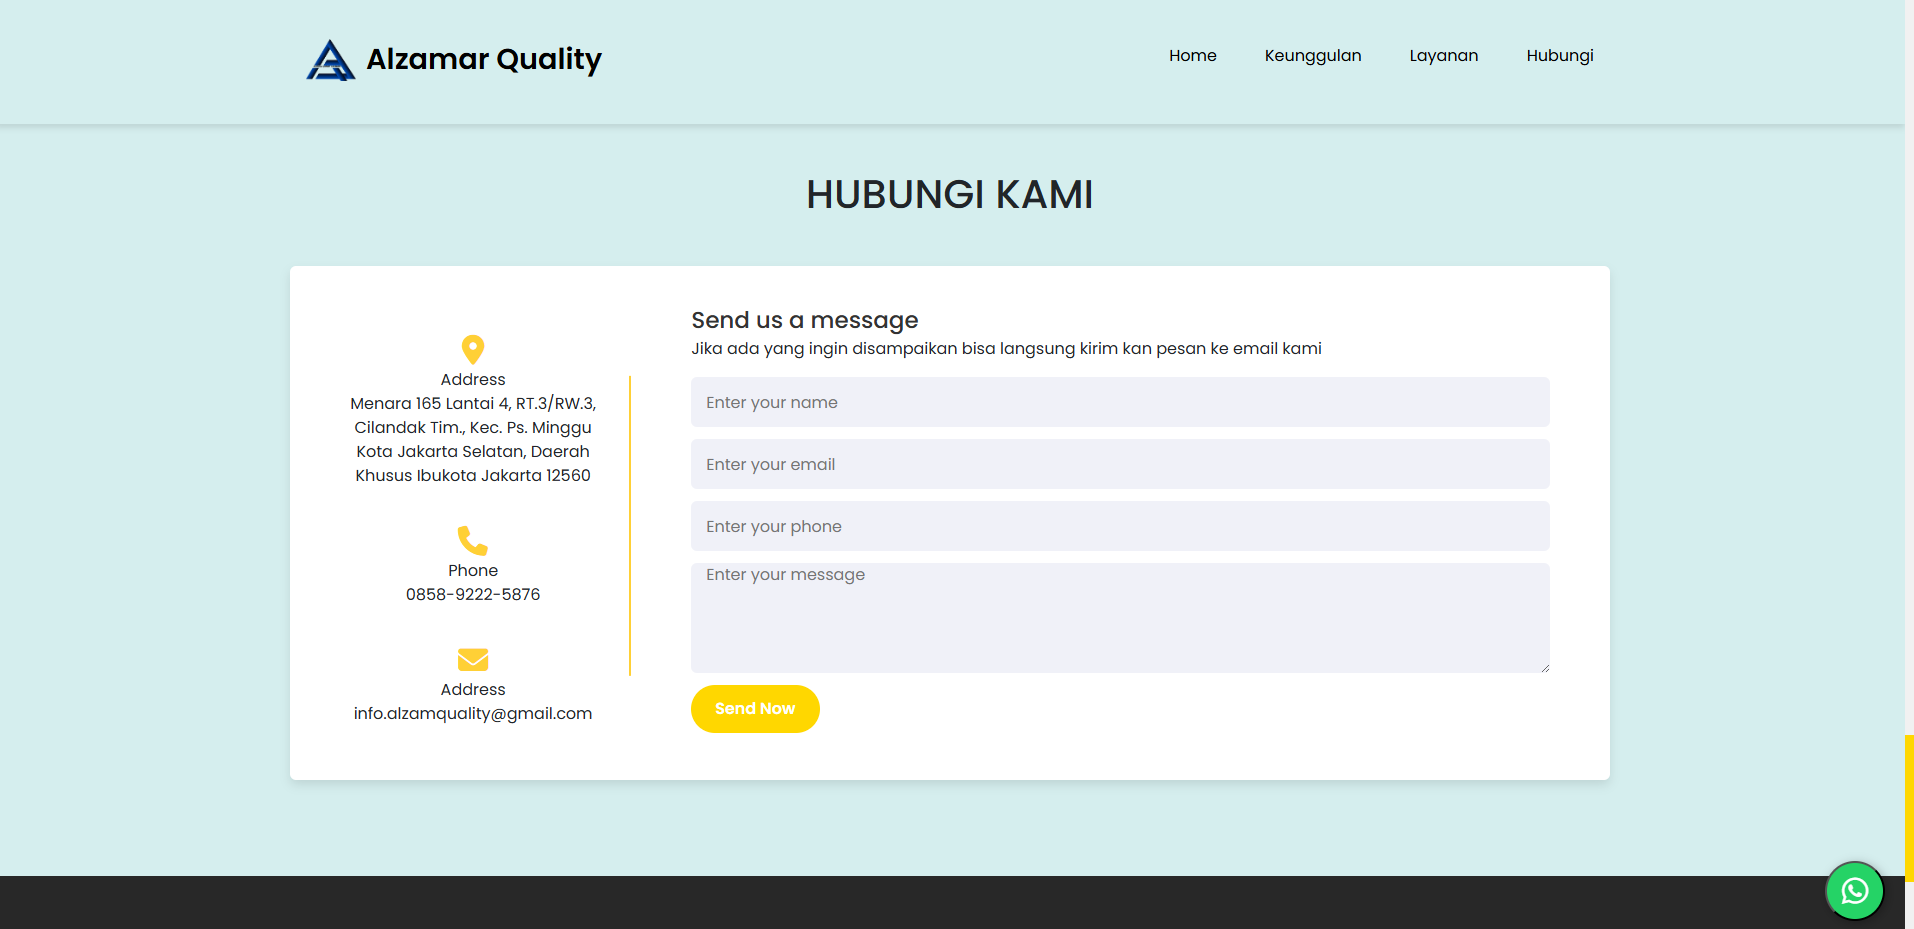 Alzamar Quality
Home
Keunggulan
Layanan
Hubungi
HUBUNGI KAMI
Address
Menara 165 Lantai 4, RT.3/RW.3,
Cilandak Tim., Kec. Ps. Minggu
Kota Jakarta Selatan, Daerah
Khusus Ibukota Jakarta 12560
Phone
0858-9222-5876
Address
info.alzamquality@gmail.com
Send us a message
Jika ada yang ingin disampaikan bisa langsung kirim kan pesan ke email kami
Enter your name
Enter your email
Enter your phone
Enter your message
Send Now